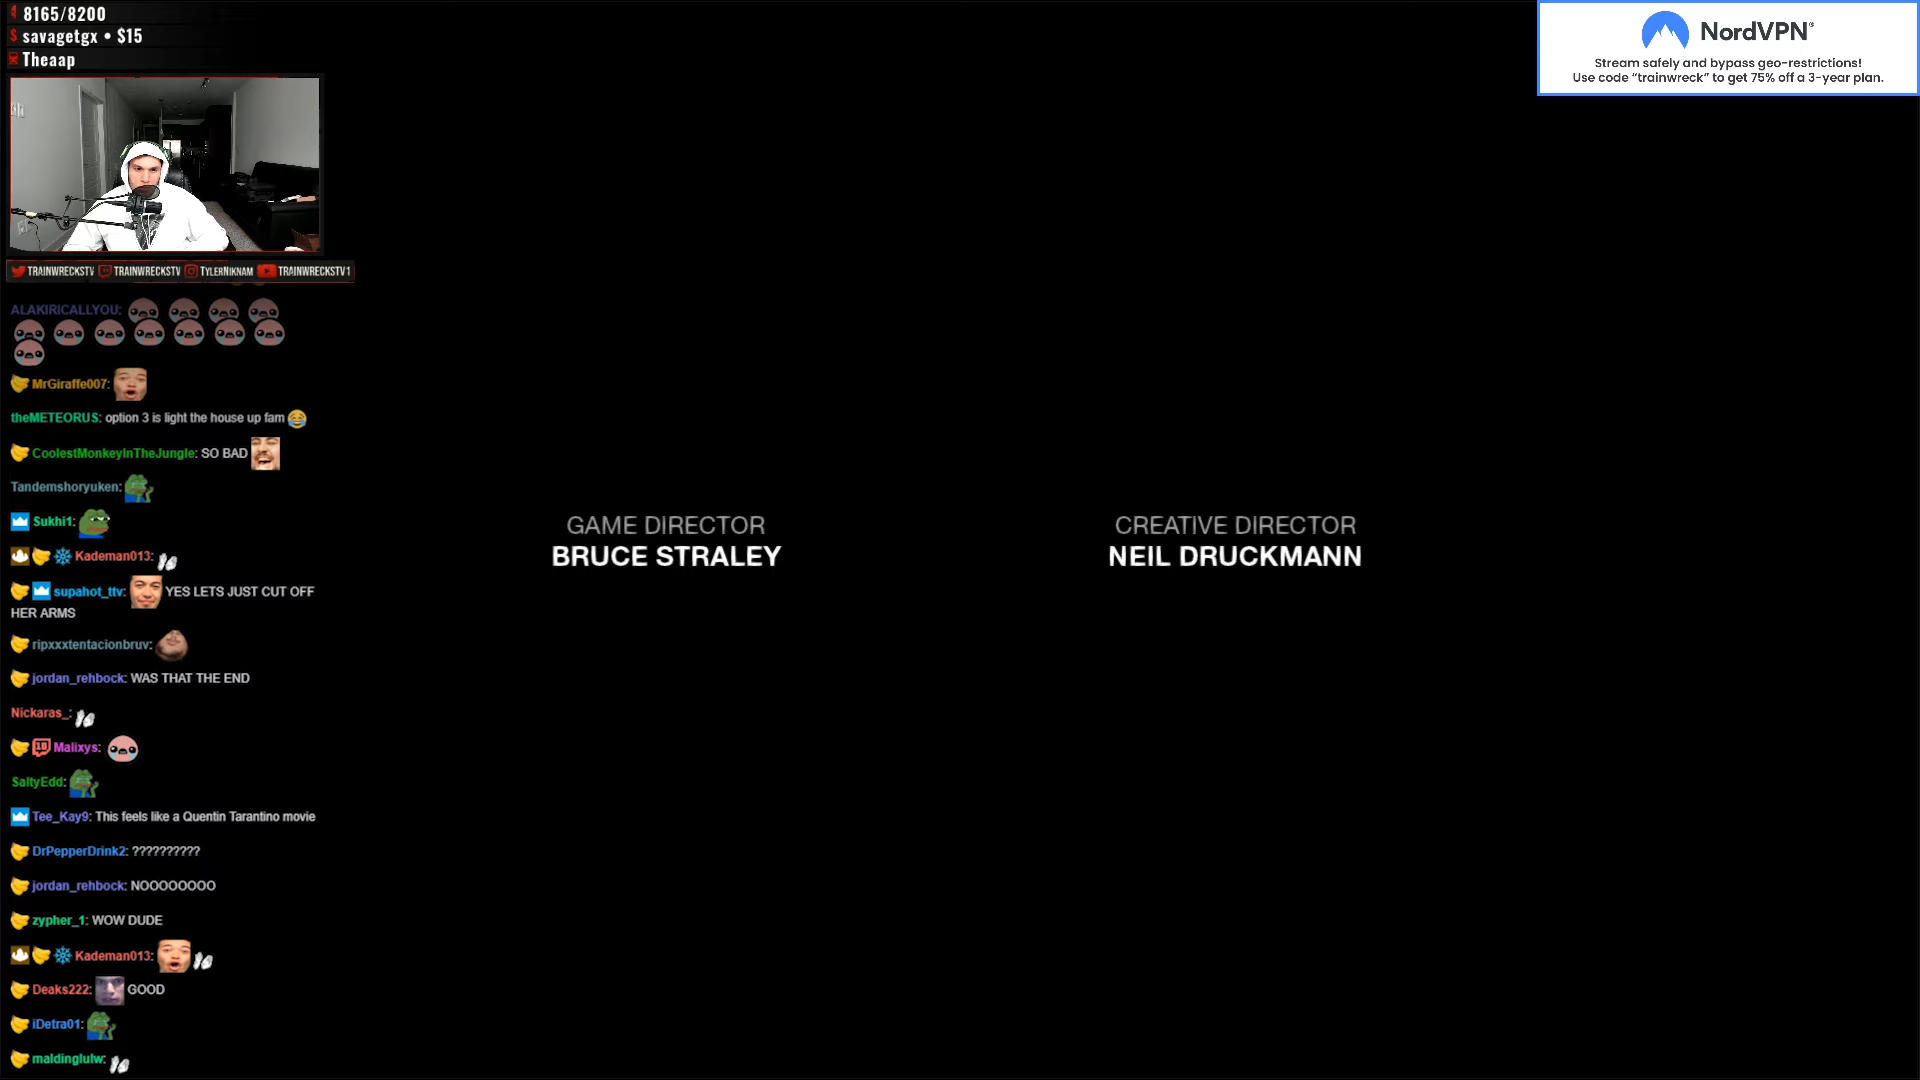 8165/8200
savagetgx • $15
Theaap
NordVPN®
Stream safely and bypass geo-restrictions!
Use code “trainwreck” to get 75% off a 3-year plan.
TRAINWRECKSTV TRAINWRECKSTV TYLERNIKNAM TRAINWRECKSTV1
ALAKIRICALLYOU:
MrGiraffe007:
theMETEORUS: option 3 is light the house up fam
CoolestMonkeyInTheJungle: SO BAD
Tandemshoryuken:
Sukhi1:
Kademan013:
supahot_ttv: YES LETS JUST CUT OFF
HER ARMS
ripxxxtentacionbruv:
jordan_rehbock: WAS THAT THE END
Nickaras_:
Malixys:
SaltyEdd:
Tee_Kay9: This feels like a Quentin Tarantino movie
DrPepperDrink2: ??????????
jordan_rehbock: NOOOOOOOO
zypher_1: WOW DUDE
Kademan013:
Deaks222: GOOD
iDetra01:
maldinglulw:
GAME DIRECTOR
BRUCE STRALEY
CREATIVE DIRECTOR
NEIL DRUCKMANN